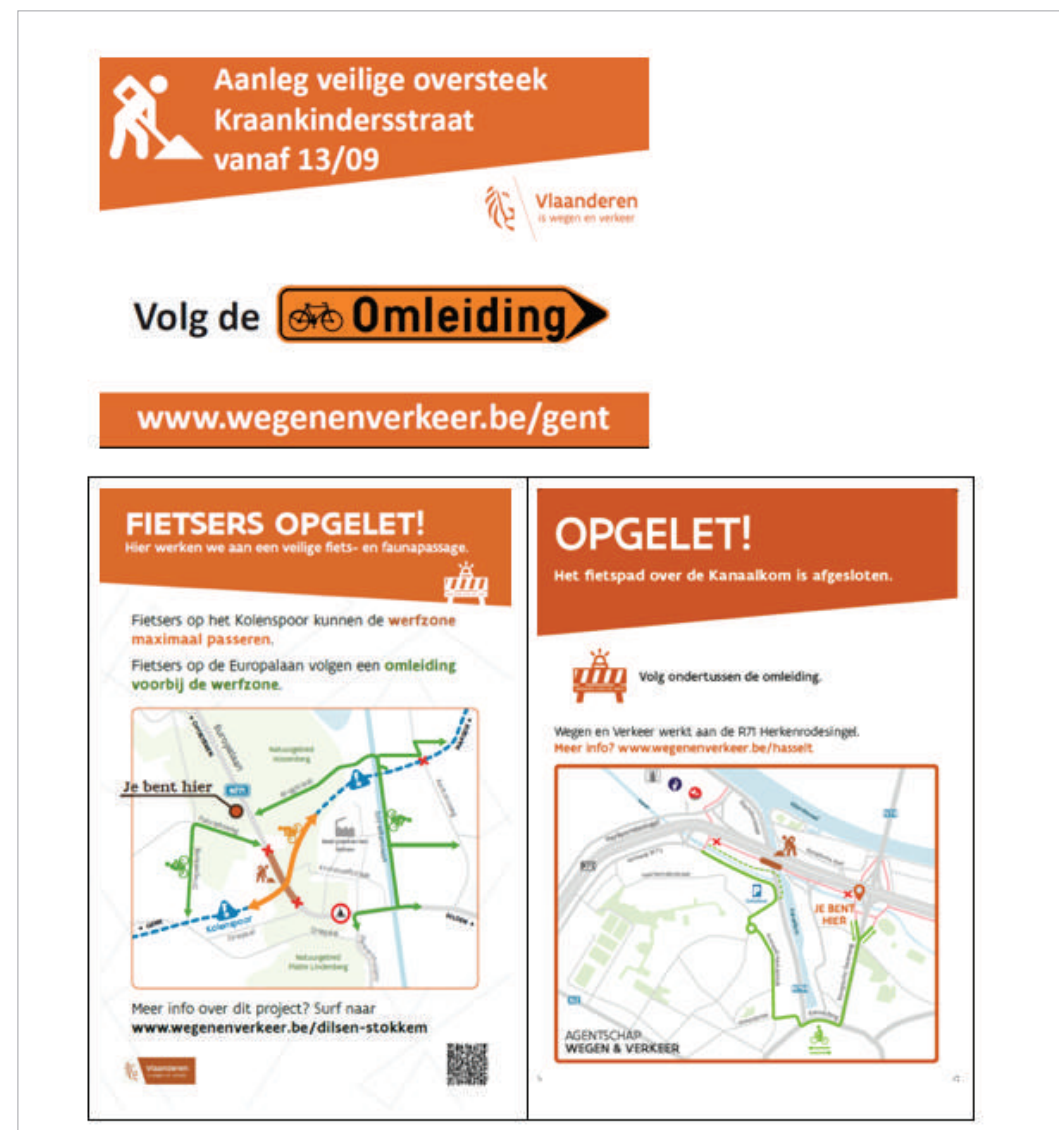 Aanleg veilige oversteek
Kraankindersstraat
vanaf 13/09
Vlaanderen
is wegen en verkeer
Volg de Omleiding
www.wegenenverkeer.be/gent
FIETSERS OPGELET!
Hier werken we aan een veilige fiets- en faunapassage.
Fietsers op het Kolenspoor kunnen de werfzone
maximaal passeren.
Fietsers op de Europalaan volgen een omleiding
voorbij de werfzone.
Europalaan
Natuurgebied
Je bent hier
Kolenspoor
Natuurgebied
Meer info over dit project? Surf naar
www.wegenenverkeer.be/dilsen-stokkem
Vlaanderen
OPGELET!
Het fietspad over de Kanaalkom is afgesloten.
Volg ondertussen de omleiding.
Wegen en Verkeer werkt aan de R71 Herkenrodesingel.
Meer info? www.wegenenverkeer.be/hasselt
JE BENT
HIER
AGENTSCHAP
WEGEN & VERKEER